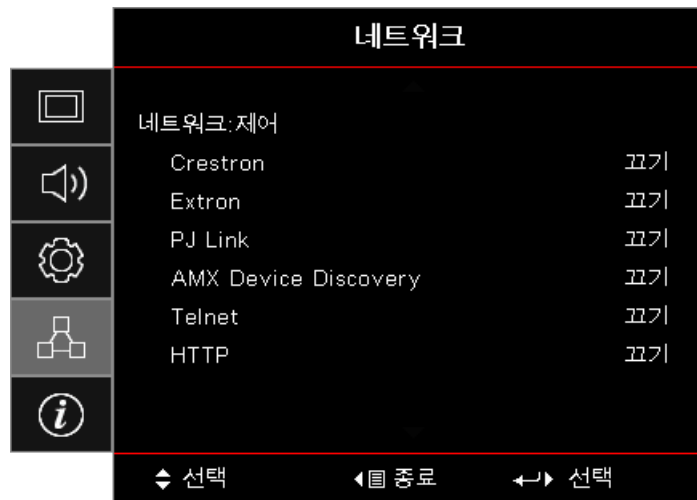 네트워크
네트워크:제어
Crestron 끄기
Extron 끄기
PJ Link 끄기
AMX Device Discovery 끄기
Telnet 끄기
HTTP 끄기
선택 종료 선택